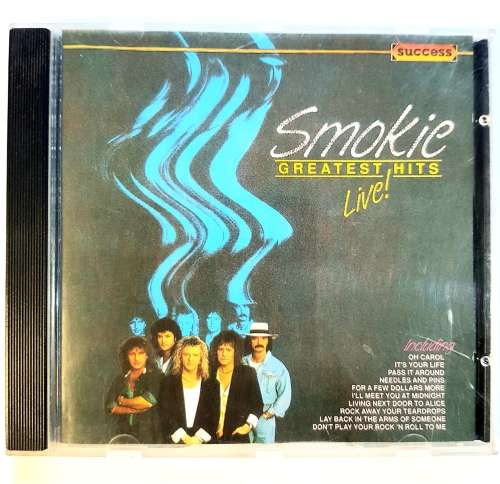 success
Smokie
GREATEST HITS
Live!
Including
OH CAROL
IT'S YOUR LIFE
PASS IT AROUND
NEEDLES AND PINS
FOR A FEW DOLLARS MORE
I'LL MEET YOU AT MIDNIGHT
LIVING NEXT DOOR TO ALICE
ROCK AWAY YOUR TEARDROPS
LAY BACK IN THE ARMS OF SOMEONE
DON'T PLAY YOUR ROCK 'N ROLL TO ME